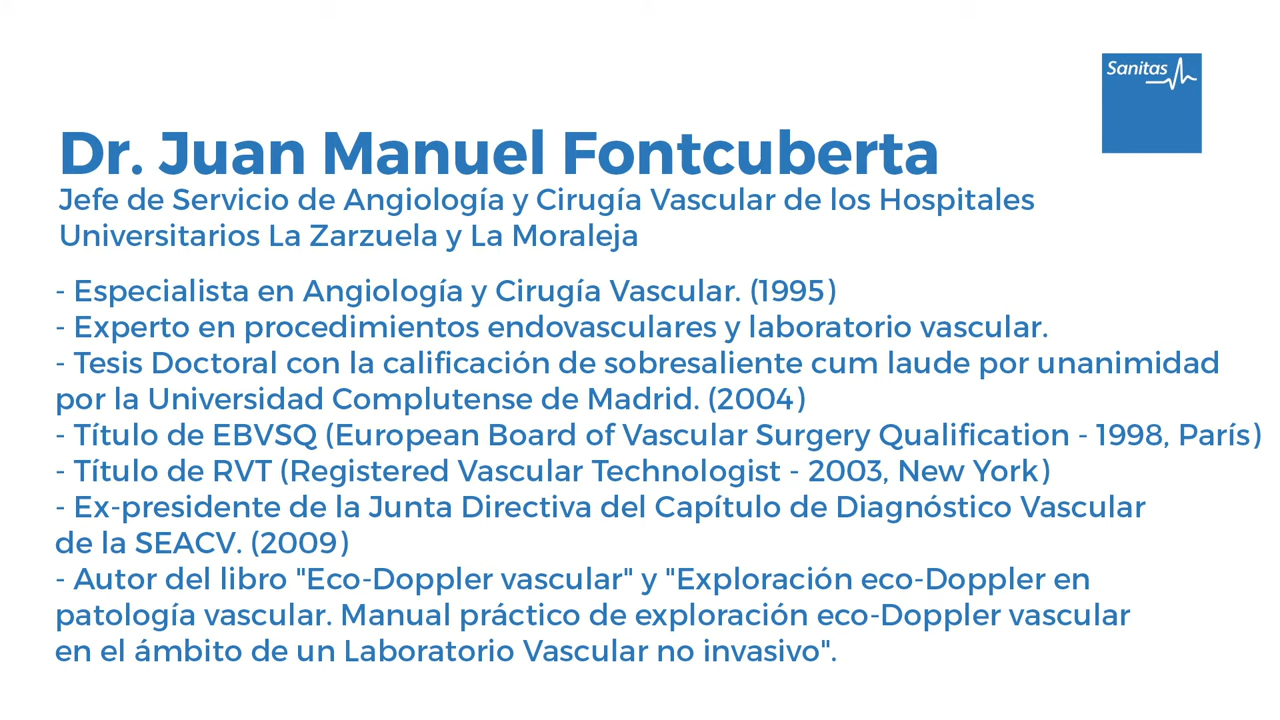 Sanitas
Dr. Juan Manuel Fontcuberta
Jefe de Servicio de Angiología y Cirugía Vascular de los Hospitales
Universitarios La Zarzuela y La Moraleja
- Especialista en Angiología y Cirugía Vascular. (1995)
- Experto en procedimientos endovasculares y laboratorio vascular.
- Tesis Doctoral con la calificación de sobresaliente cum laude por unanimidad
por la Universidad Complutense de Madrid. (2004)
- Título de EBVSQ (European Board of Vascular Surgery Qualification - 1998, París)
- Título de RVT (Registered Vascular Technologist - 2003, New York)
- Ex-presidente de la Junta Directiva del Capítulo de Diagnóstico Vascular
de la SEACV. (2009)
- Autor del libro "Eco-Doppler vascular" y "Exploración eco-Doppler en
patología vascular. Manual práctico de exploración eco-Doppler vascular
en el ámbito de un Laboratorio Vascular no invasivo".